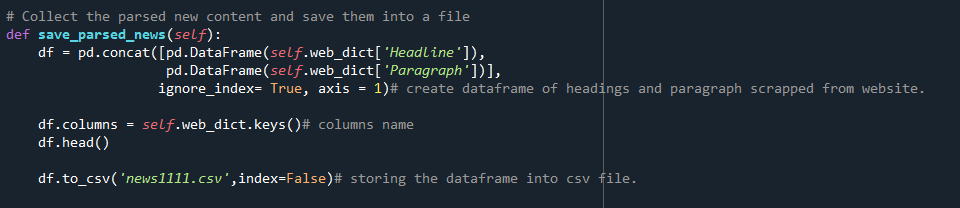 # Collect the parsed new content and save them into a file
def save_parsed_news(self):
    df = pd.concat([pd.DataFrame(self.web_dict['Headline']),
                    pd.DataFrame(self.web_dict['Paragraph'])],
                   ignore_index= True, axis = 1)# create dataframe of headings and paragraph scrapped from website.

    df.columns = self.web_dict.keys()# columns name
    df.head()

    df.to_csv('news1111.csv',index=False)# storing the dataframe into csv file.